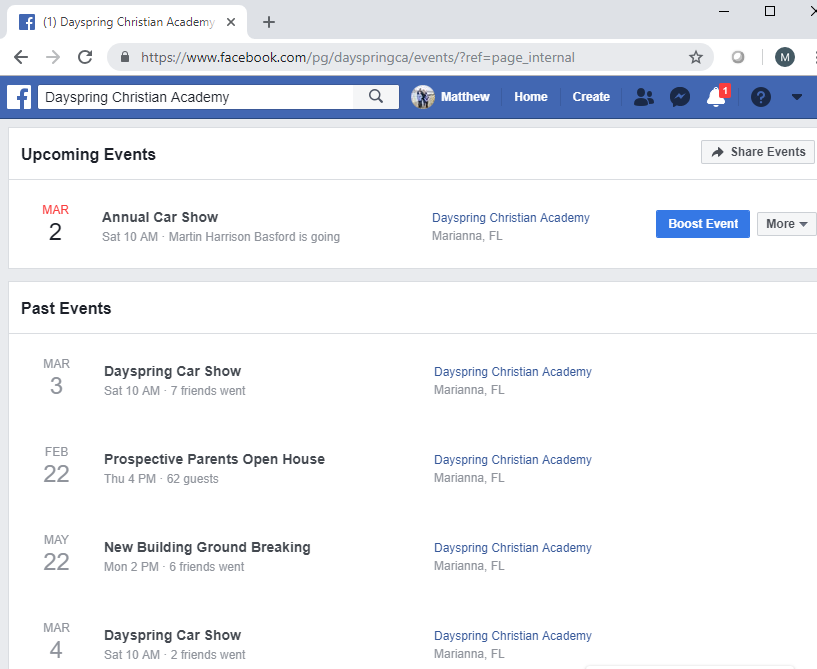 (1) Dayspring Christian Academy
https://www.facebook.com/pg/dayspringca/events/?ref=page_internal
M
Dayspring Christian Academy
Matthew
Home
Create
1
Upcoming Events
Share Events
MAR
2
Annual Car Show
Sat 10 AM · Martin Harrison Basford is going
Dayspring Christian Academy
Marianna, FL
Boost Event
More
Past Events
MAR
3
Dayspring Car Show
Sat 10 AM · 7 friends went
Dayspring Christian Academy
Marianna, FL
FEB
22
Prospective Parents Open House
Thu 4 PM · 62 guests
Dayspring Christian Academy
Marianna, FL
MAY
22
New Building Ground Breaking
Mon 2 PM · 6 friends went
Dayspring Christian Academy
Marianna, FL
MAR
4
Dayspring Car Show
Sat 10 AM · 2 friends went
Dayspring Christian Academy
Marianna, FL